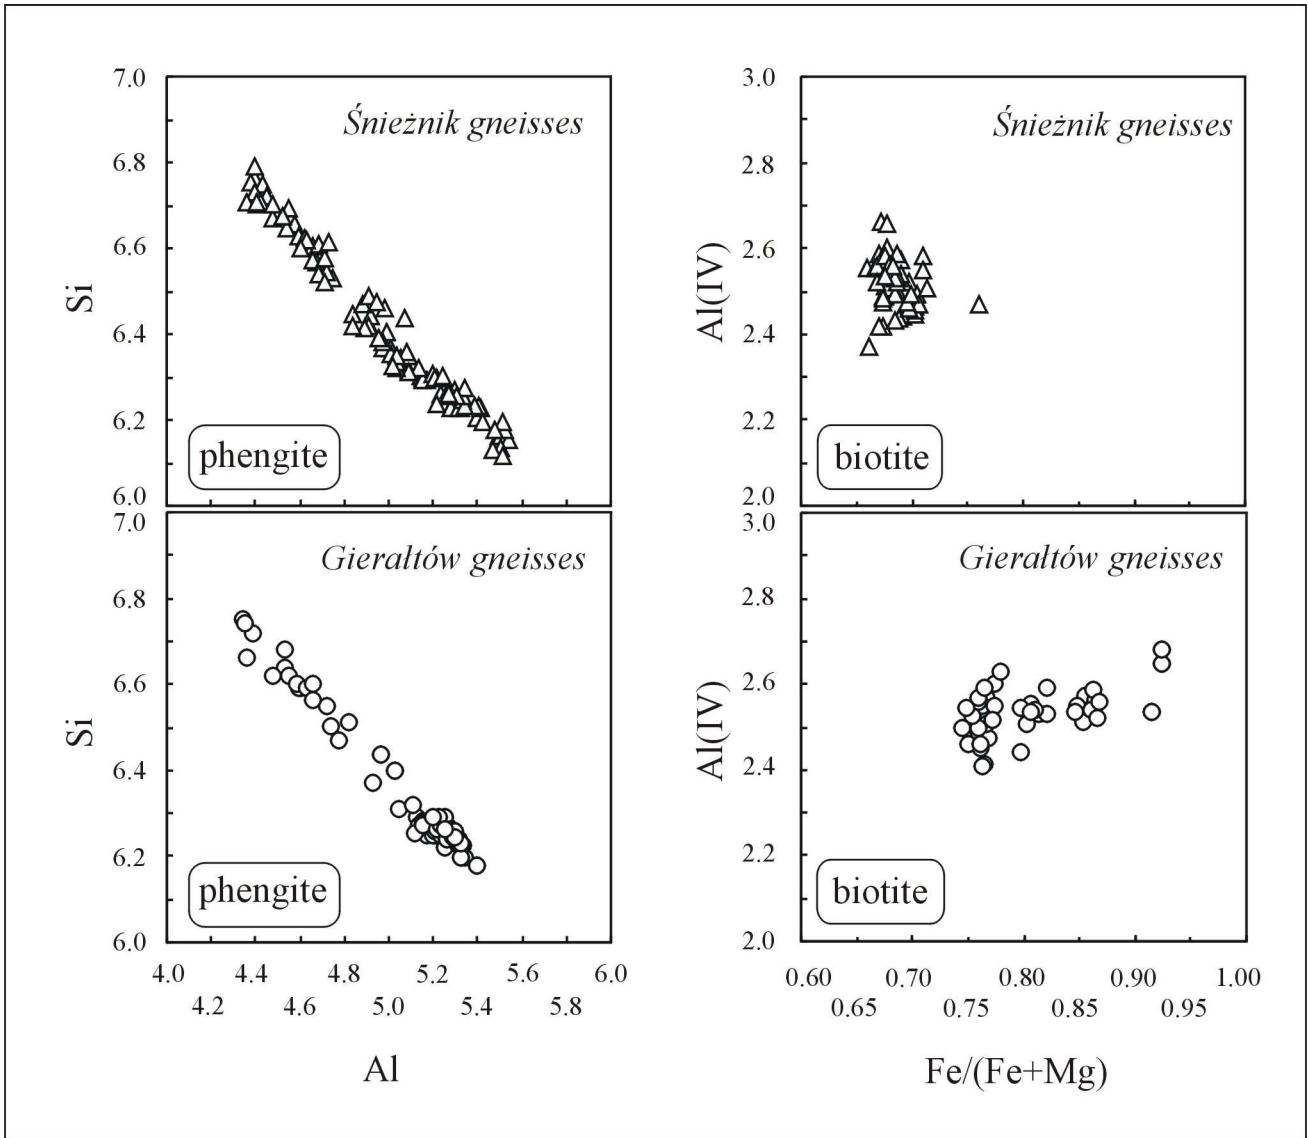 7.0
Śnieżnik gneisses
6.8
6.6
Si
6.4
6.2
phengite
6.0
3.0
Śnieżnik gneisses
2.8
2.6
Al(IV)
2.4
2.2
biotite
2.0
7.0
Gierałtów gneisses
6.8
6.6
Si
6.4
6.2
phengite
6.0
4.0 4.4 4.8 5.2 5.6 6.0
4.2 4.6 5.0 5.4 5.8
Al
3.0
Gierałtów gneisses
2.8
2.6
Al(IV)
2.4
2.2
biotite
2.0
0.60 0.70 0.80 0.90 1.00
0.65 0.75 0.85 0.95
Fe/(Fe+Mg)